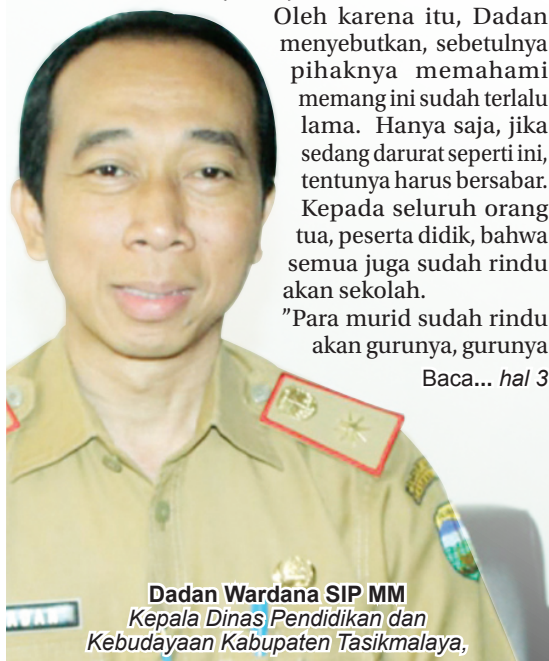 Oleh karena itu, Dadan
menyebutkan, sebetulnya
pihaknya memahami
memang ini sudah terlalu
lama. Hanya saja, jika
sedang darurat seperti ini,
tentunya harus bersabar.
Kepada seluruh orang
tua, peserta didik, bahwa
semua juga sudah rindu
akan sekolah.
”Para murid sudah rindu
akan gurunya, gurunya
Baca... hal 3
Dadan Wardana SIP MM
Kepala Dinas Pendidikan dan
Kebudayaan Kabupaten Tasikmalaya,